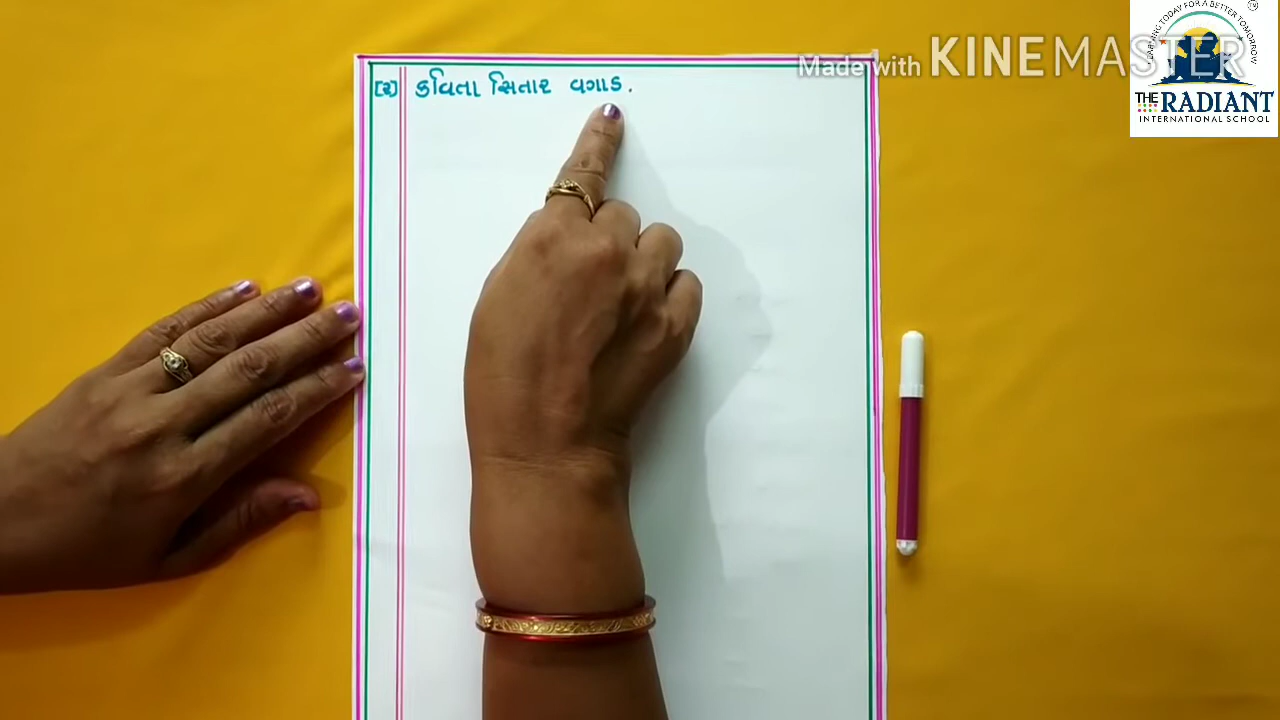 [૨] કવિતા સિતાર વગાડ.
Made with KINEMASTER
LEARNING TODAY FOR A BETTER TOMORROW
THE RADIANT
INTERNATIONAL SCHOOL